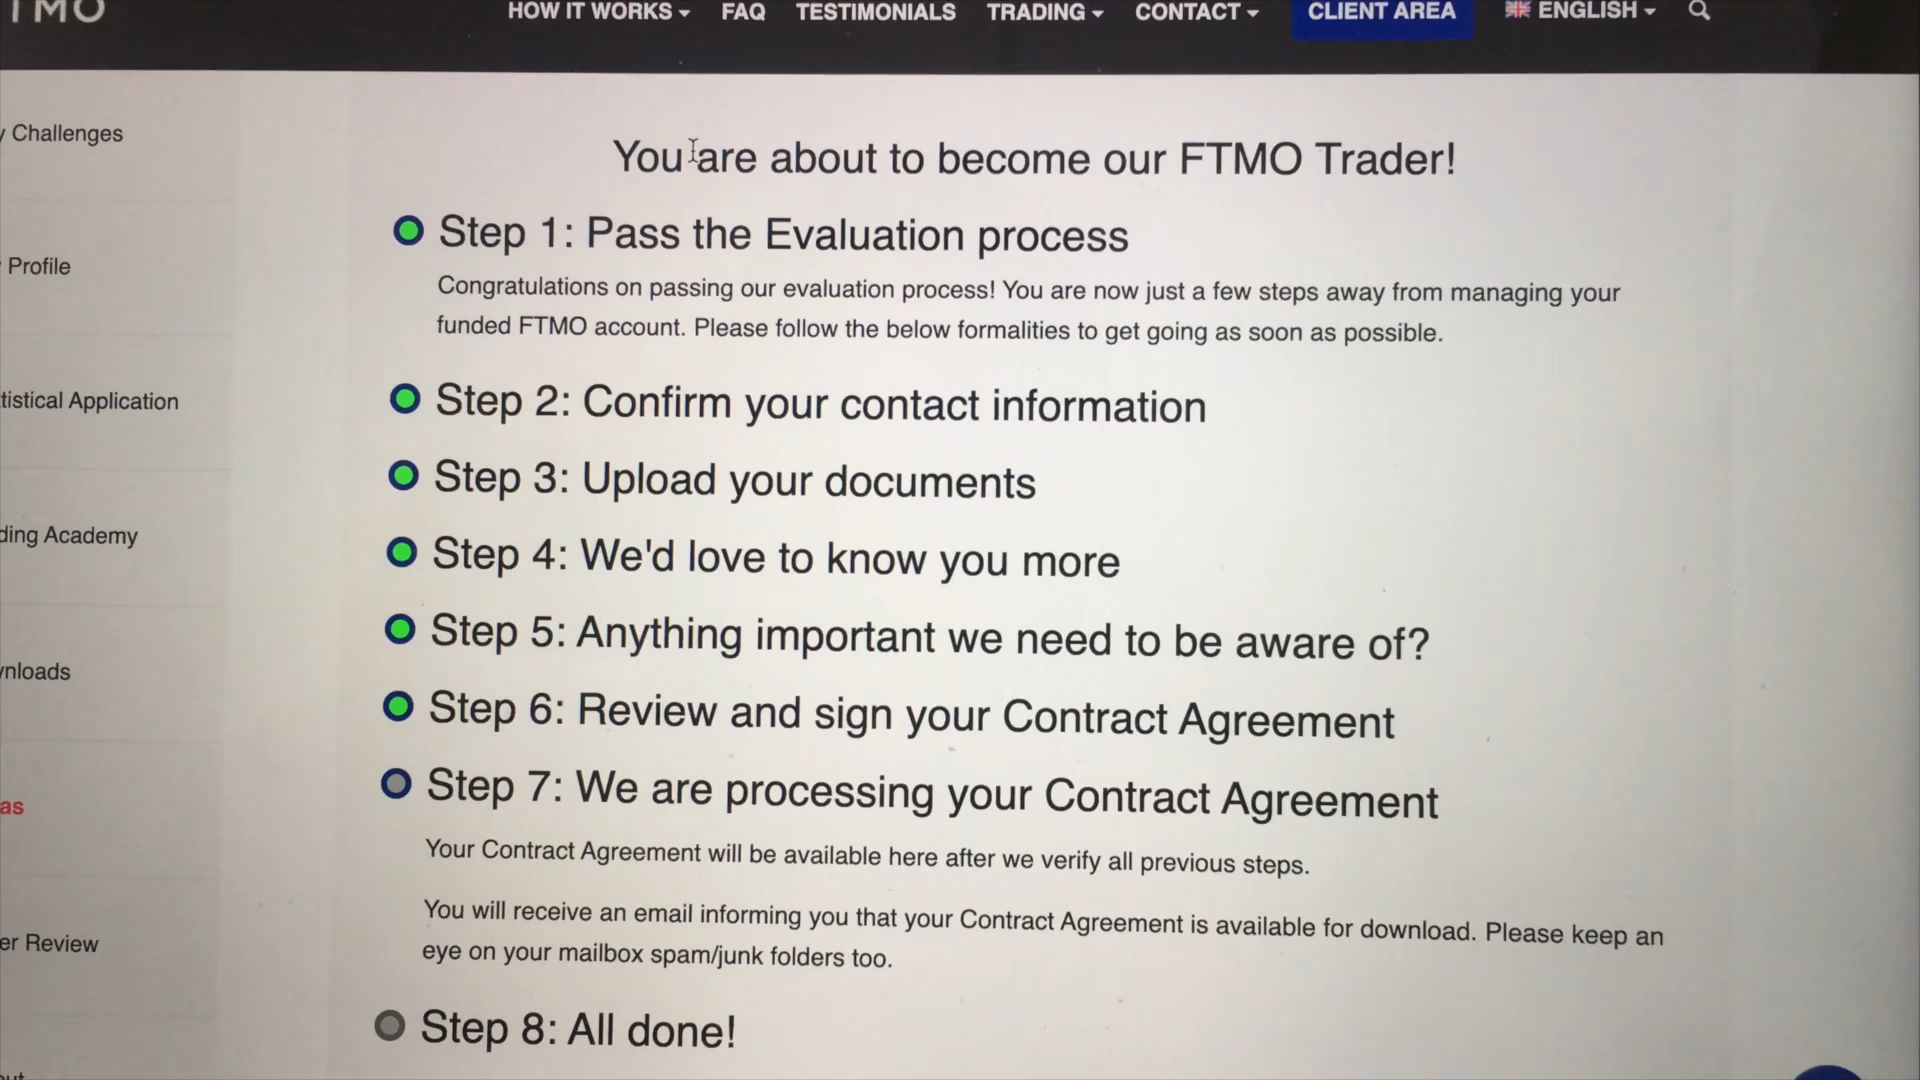 TMO
HOW IT WORKS
FAQ
TESTIMONIALS
TRADING
CONTACT
CLIENT AREA
ENGLISH
Challenges
Profile
tistical Application
ding Academy
nloads
as
er Review
You are about to become our FTMO Trader!
Step 1: Pass the Evaluation process
Congratulations on passing our evaluation process! You are now just a few steps away from managing your
funded FTMO account. Please follow the below formalities to get going as soon as possible.
Step 2: Confirm your contact information
Step 3: Upload your documents
Step 4: We'd love to know you more
Step 5: Anything important we need to be aware of?
Step 6: Review and sign your Contract Agreement
Step 7: We are processing your Contract Agreement
Your Contract Agreement will be available here after we verify all previous steps.
You will receive an email informing you that your Contract Agreement is available for download. Please keep an
eye on your mailbox spam/junk folders too.
Step 8: All done!